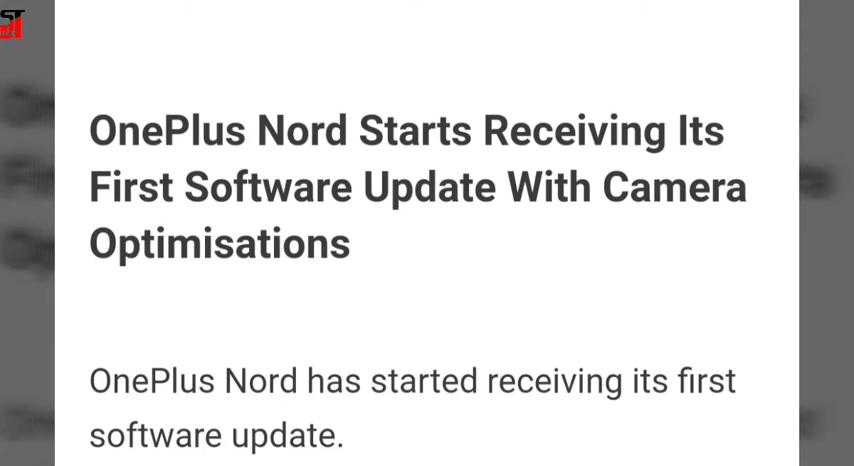 ST
OnePlus Nord Starts Receiving Its
First Software Update With Camera
Optimisations
OnePlus Nord has started receiving its first
software update.